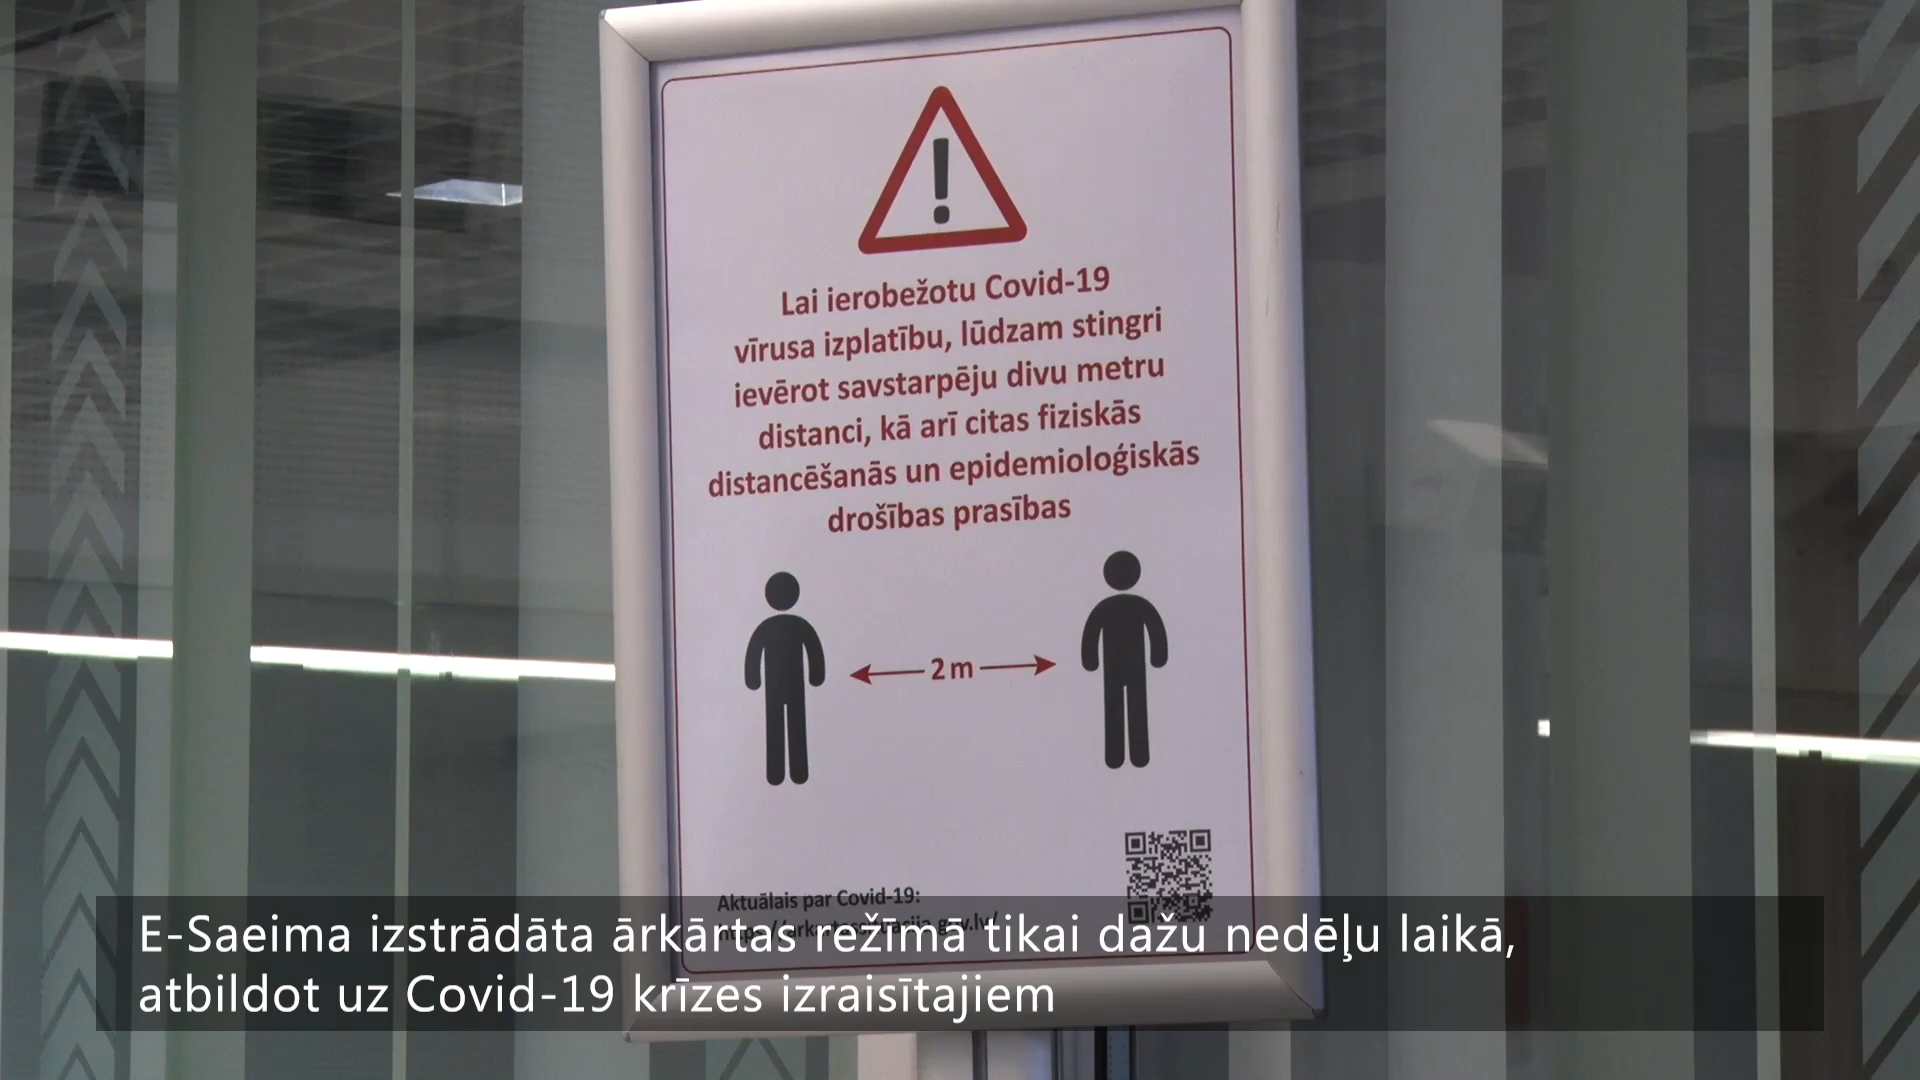 Lai ierobežotu Covid-19
vīrusa izplatību, lūdzam stingri
ievērot savstarpēju divu metru
distanci, kā arī citas fiziskās
distancēšanās un epidemioloģiskās
drošības prasības
2 m
Aktuālais par Covid-19:
E-Saeima izstrādāta ārkārtas režīmā tikai dažu nedēļu laikā,
atbildot uz Covid-19 krīzes izraisītajiem